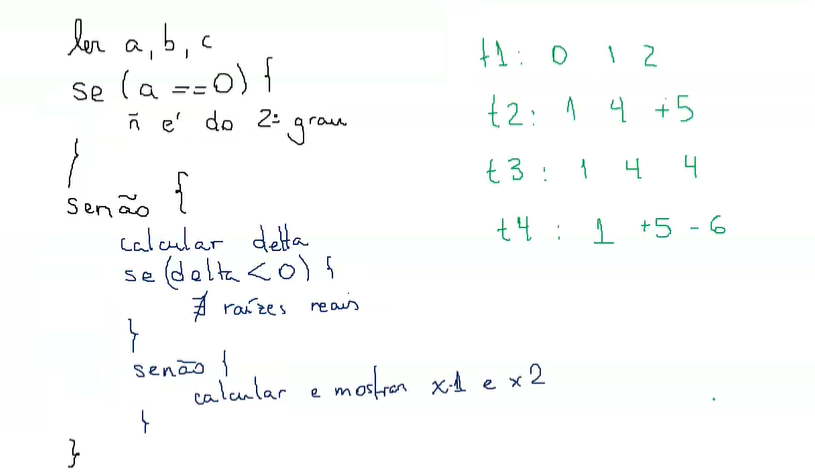 ler a, b, c
se (a == 0) {
ñ e' do 2º grau
}
senão {
calcular delta
se (delta < 0) {
∄ raízes reais
}
senão {
calcular e mostrar x1 e x2
}
}
t1: 0 1 2
t2: 1 4 +5
t3: 1 4 4
t4: 1 +5 -6